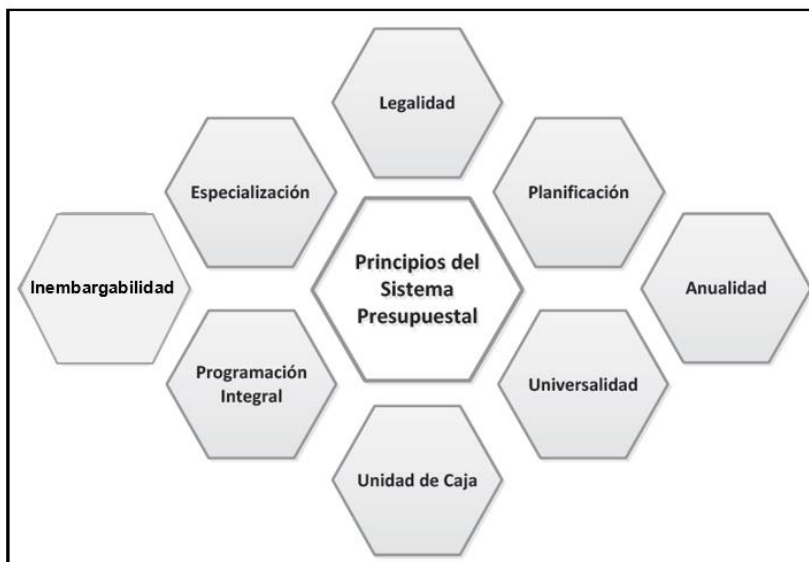 Legalidad
Especialización
Planificación
Inembargabilidad
Principios del
Sistema
Presupuestal
Anualidad
Programación
Integral
Universalidad
Unidad de Caja